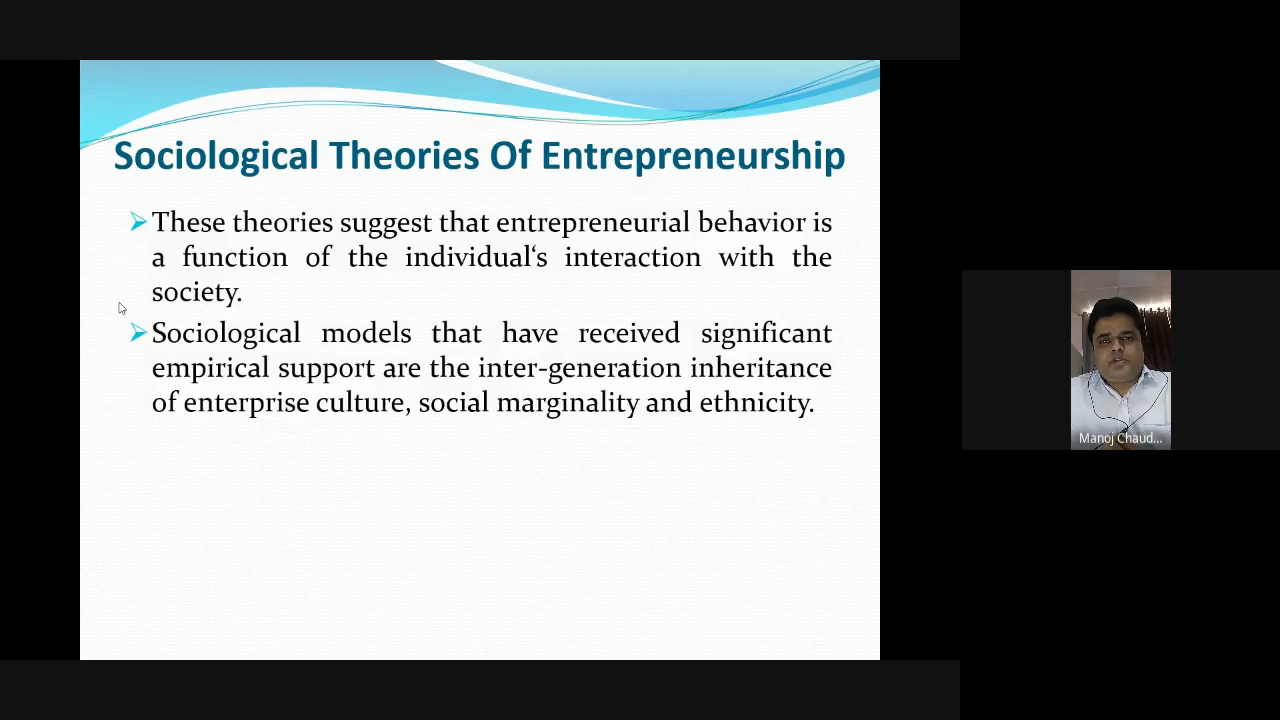 Sociological Theories Of Entrepreneurship
These theories suggest that entrepreneurial behavior is
a function of the individual‘s interaction with the
society.
Sociological models that have received significant
empirical support are the inter-generation inheritance
of enterprise culture, social marginality and ethnicity.
Manoj Chaud...